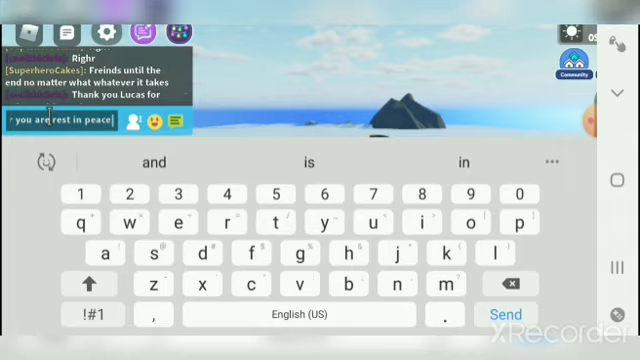 Righr
[SuperheroCakes]: Freinds until the
end no matter what whatever it takes
Thank you Lucas for
r you are rest in peace
09
Community
and is in
1 2 3 4 5 6 7 8 9 0
q w e r t y u i o p
a s d f g h j k l
z x c v b n m
!#1 , English (US) . Send
XRecorder